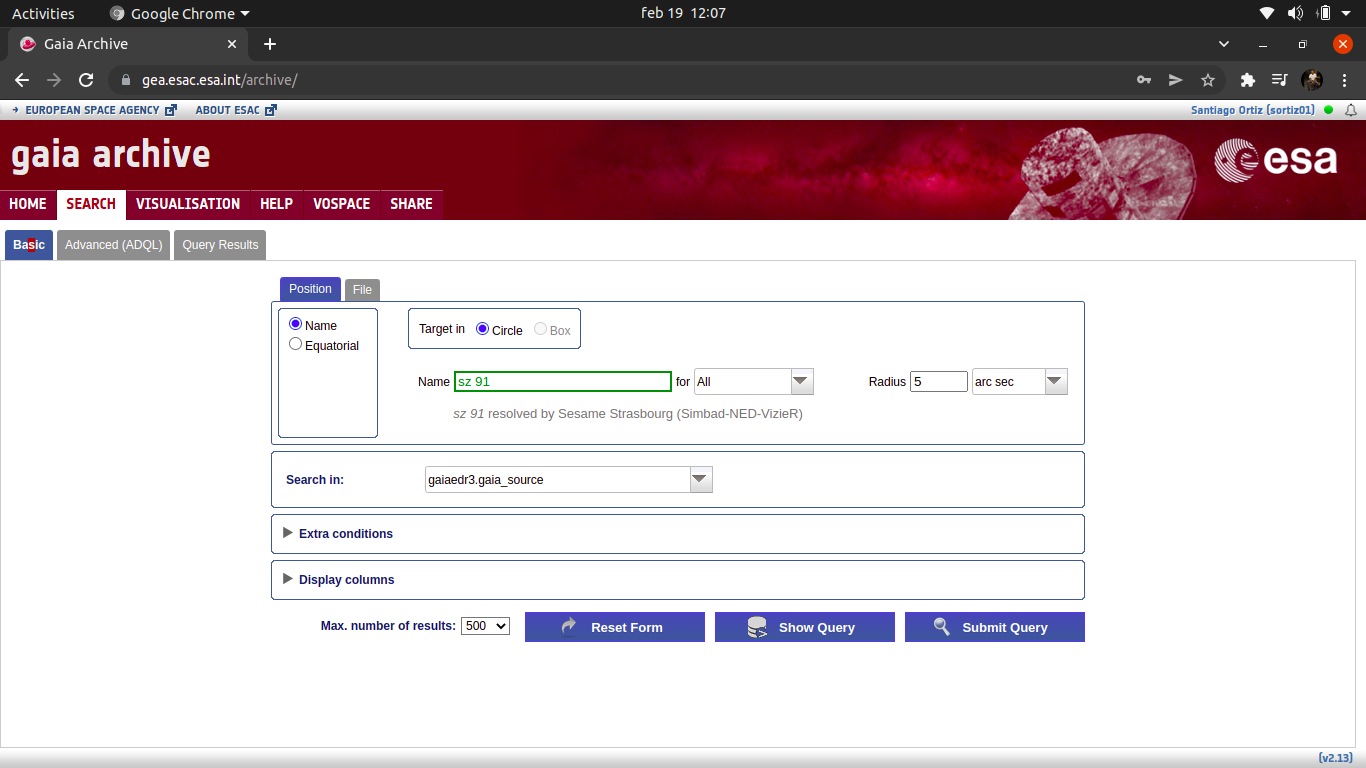 Activities Google Chrome feb 19 12:07
Gaia Archive
gea.esac.esa.int/archive/
EUROPEAN SPACE AGENCY ABOUT ESAC Santiago Ortiz (sortiz01)
gaia archive
esa
HOME SEARCH VISUALISATION HELP VOSPACE SHARE
Basic Advanced (ADQL) Query Results
Position File
Name
Equatorial
Target in Circle Box
Name sz 91 for All Radius 5 arc sec
sz 91 resolved by Sesame Strasbourg (Simbad-NED-VizieR)
Search in: gaiaedr3.gaia_source
Extra conditions
Display columns
Max. number of results: 500 Reset Form Show Query Submit Query
(v2.13)